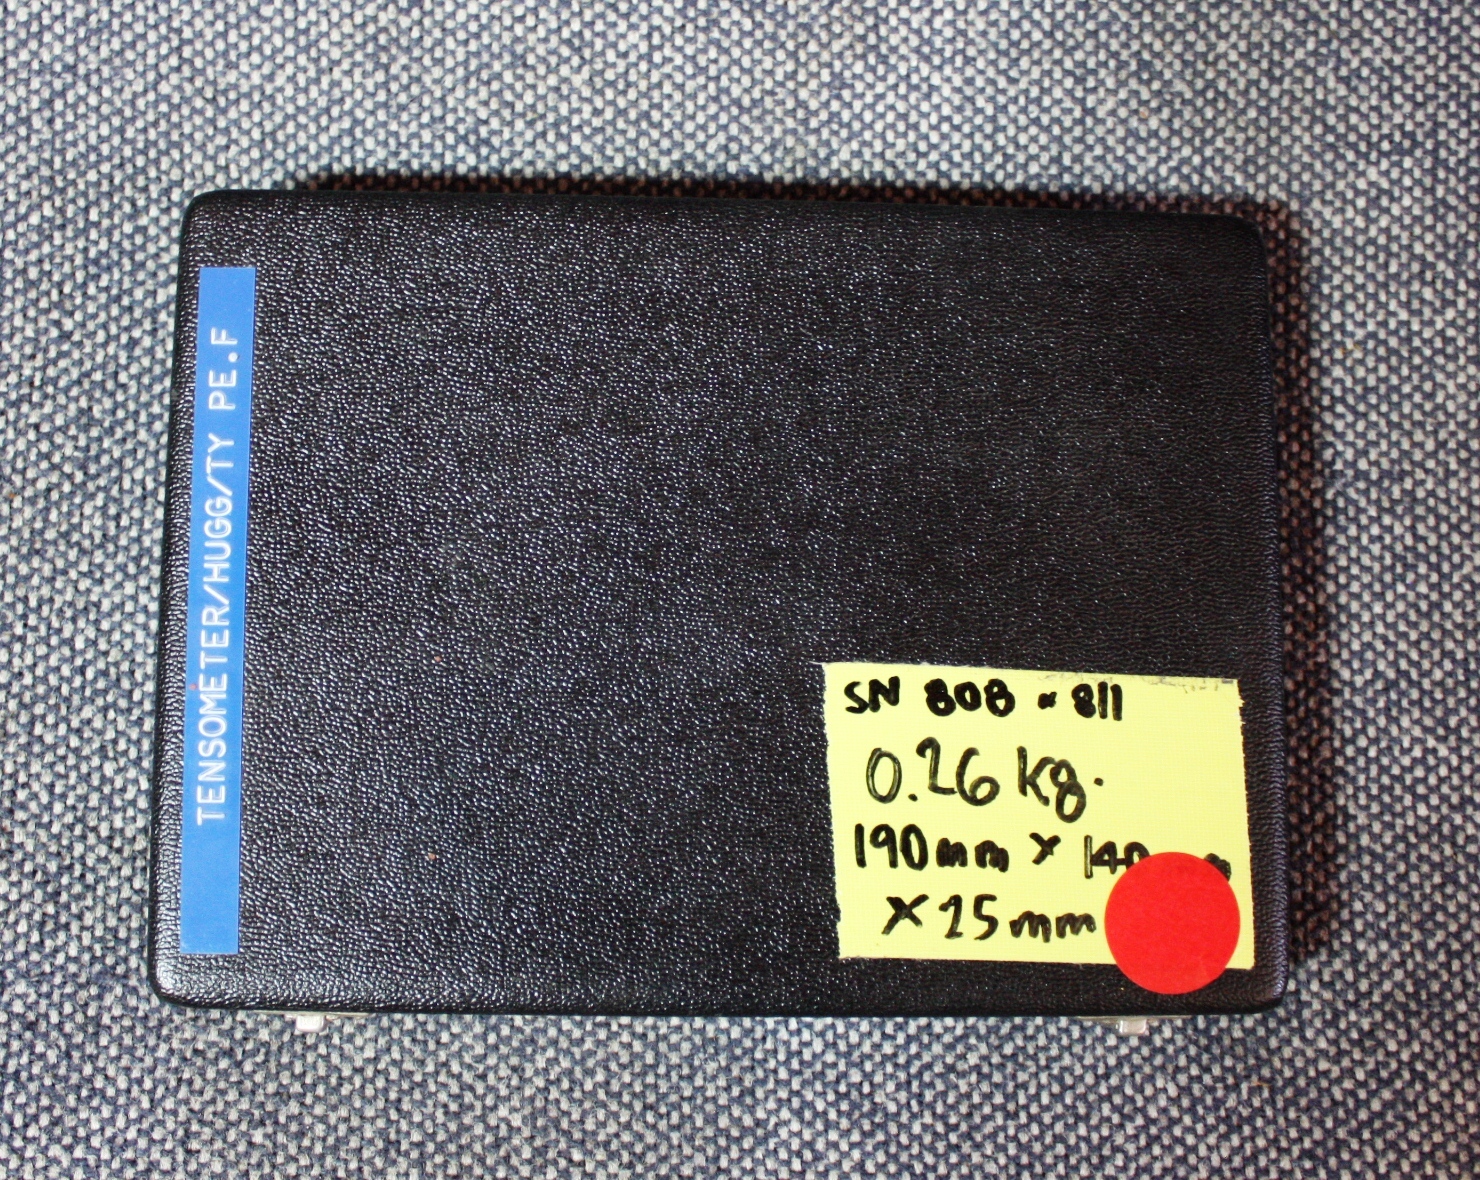 TENSOMETER/HUGG/TY PE.F
SN 808 - 811
0.26 kg.
190mm x 140
x 25mm